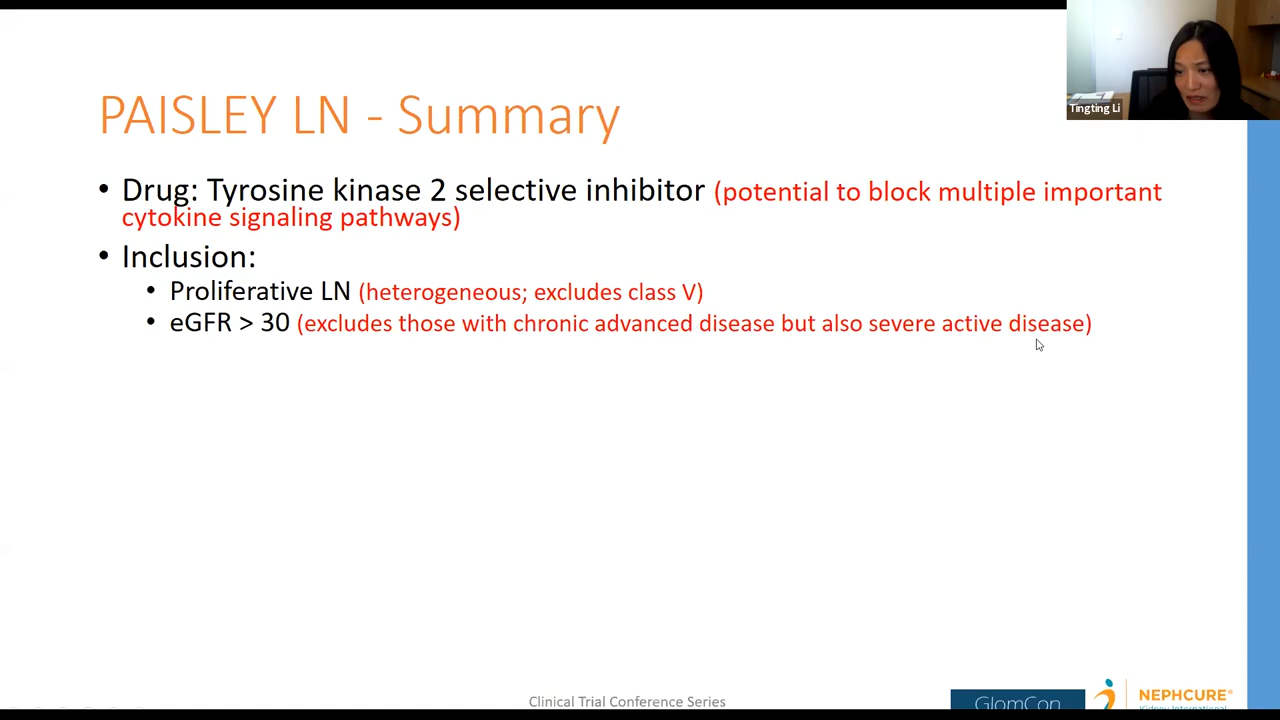 Tingting Li
PAISLEY LN - Summary
• Drug: Tyrosine kinase 2 selective inhibitor (potential to block multiple important
cytokine signaling pathways)
• Inclusion:
• Proliferative LN (heterogeneous; excludes class V)
• eGFR > 30 (excludes those with chronic advanced disease but also severe active disease)
Clinical Trial Conference Series
GlomCon
NEPHCURE
Kidney International